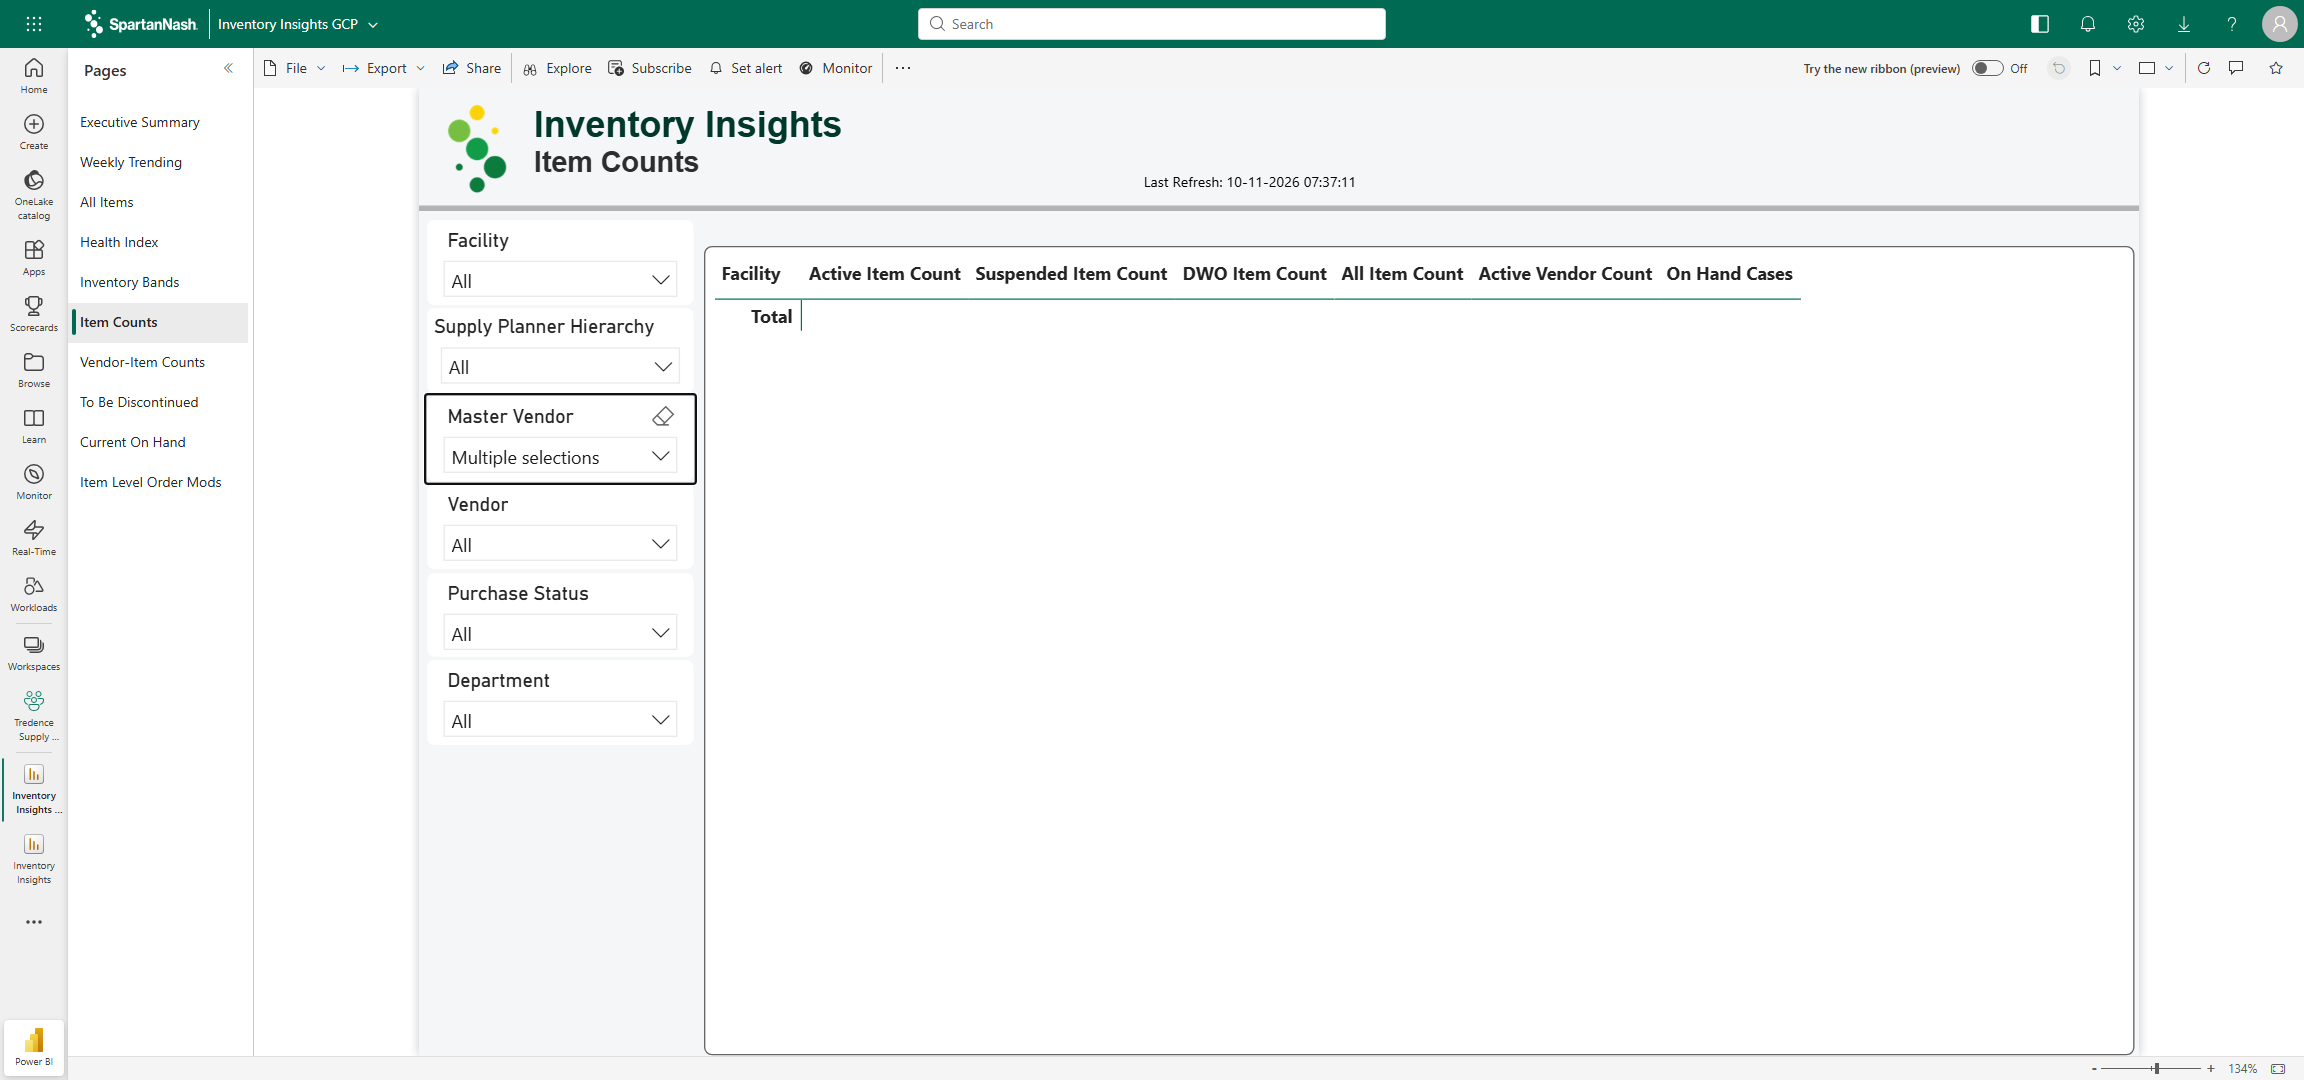 SpartanNash
Inventory Insights GCP
Search
Home
Create
OneLake
catalog
Apps
Scorecards
Browse
Learn
Monitor
Real-Time
Workloads
Workspaces
Tredence
Supply ...
Inventory
Insights ...
Inventory
Insights
Power BI
Pages
Executive Summary
Weekly Trending
All Items
Health Index
Inventory Bands
Item Counts
Vendor-Item Counts
To Be Discontinued
Current On Hand
Item Level Order Mods
File Export Share Explore Subscribe Set alert Monitor ...
Try the new ribbon (preview) Off
Inventory Insights
Item Counts
Last Refresh: 10-11-2026 07:37:11
Facility
All
Supply Planner Hierarchy
All
Master Vendor
Multiple selections
Vendor
All
Purchase Status
All
Department
All
Facility Active Item Count Suspended Item Count DWO Item Count All Item Count Active Vendor Count On Hand Cases
Total
- + 134%